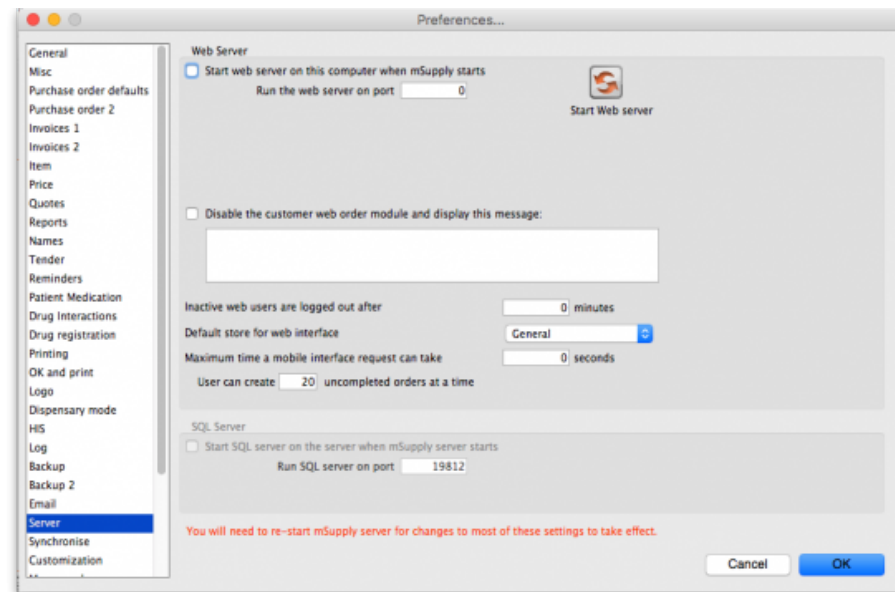 Preferences...
General
Misc
Purchase order defaults
Purchase order 2
Invoices 1
Invoices 2
Item
Price
Quotes
Reports
Names
Tender
Reminders
Patient Medication
Drug Interactions
Drug registration
Printing
OK and print
Logo
Dispensary mode
HIS
Log
Backup
Backup 2
Email
Server
Synchronise
Customization
Web Server
Start web server on this computer when mSupply starts
Run the web server on port 0
Start Web server
Disable the customer web order module and display this message:
Inactive web users are logged out after 0 minutes
Default store for web interface General
Maximum time a mobile interface request can take 0 seconds
User can create 20 uncompleted orders at a time
SQL Server
Start SQL server on the server when mSupply server starts
Run SQL server on port 19812
You will need to re-start mSupply server for changes to most of these settings to take effect.
Cancel OK